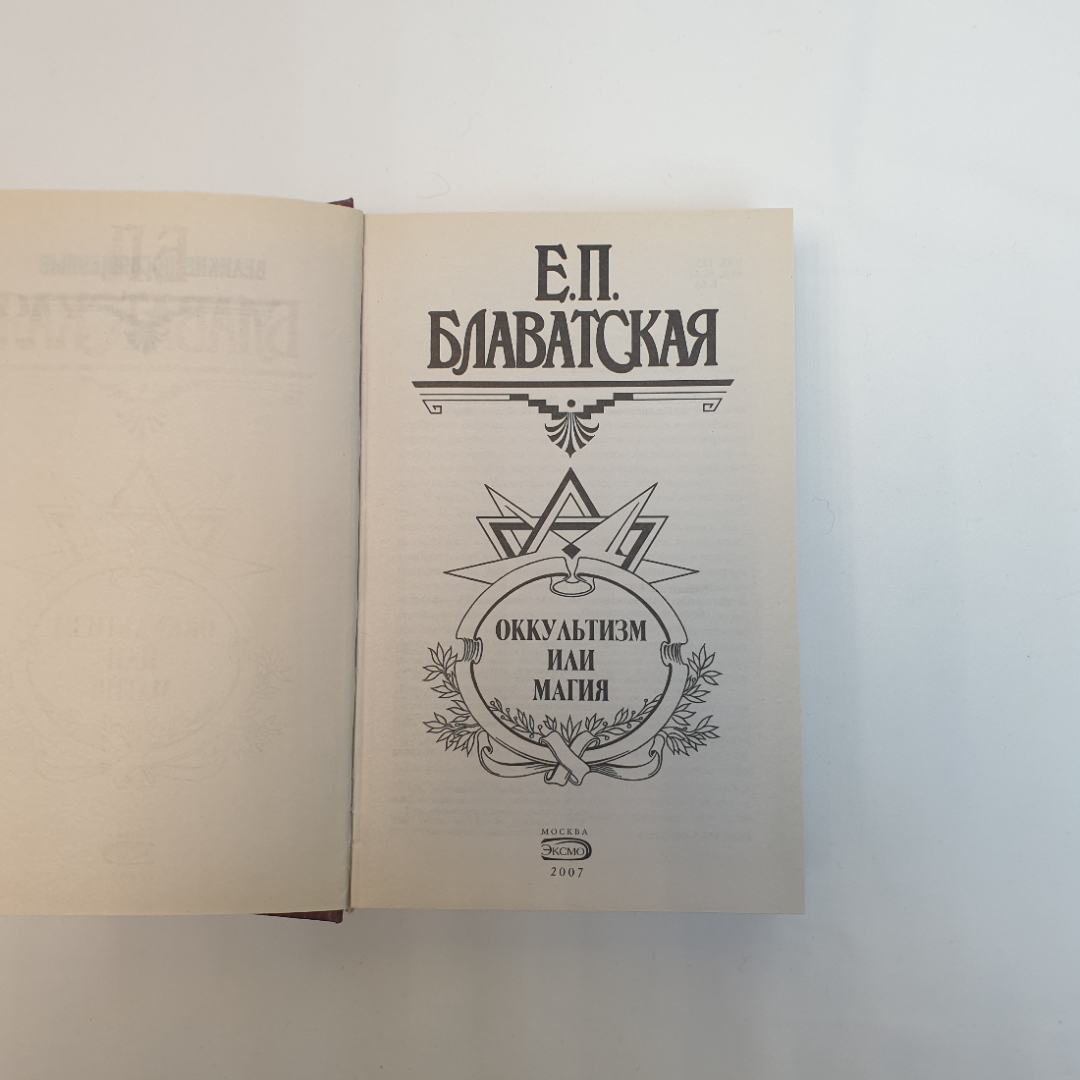 Е.П.
БЛАВАТСКАЯ
ОККУЛЬТИЗМ
ИЛИ
МАГИЯ
МОСКВА
ЭКСМО
2007